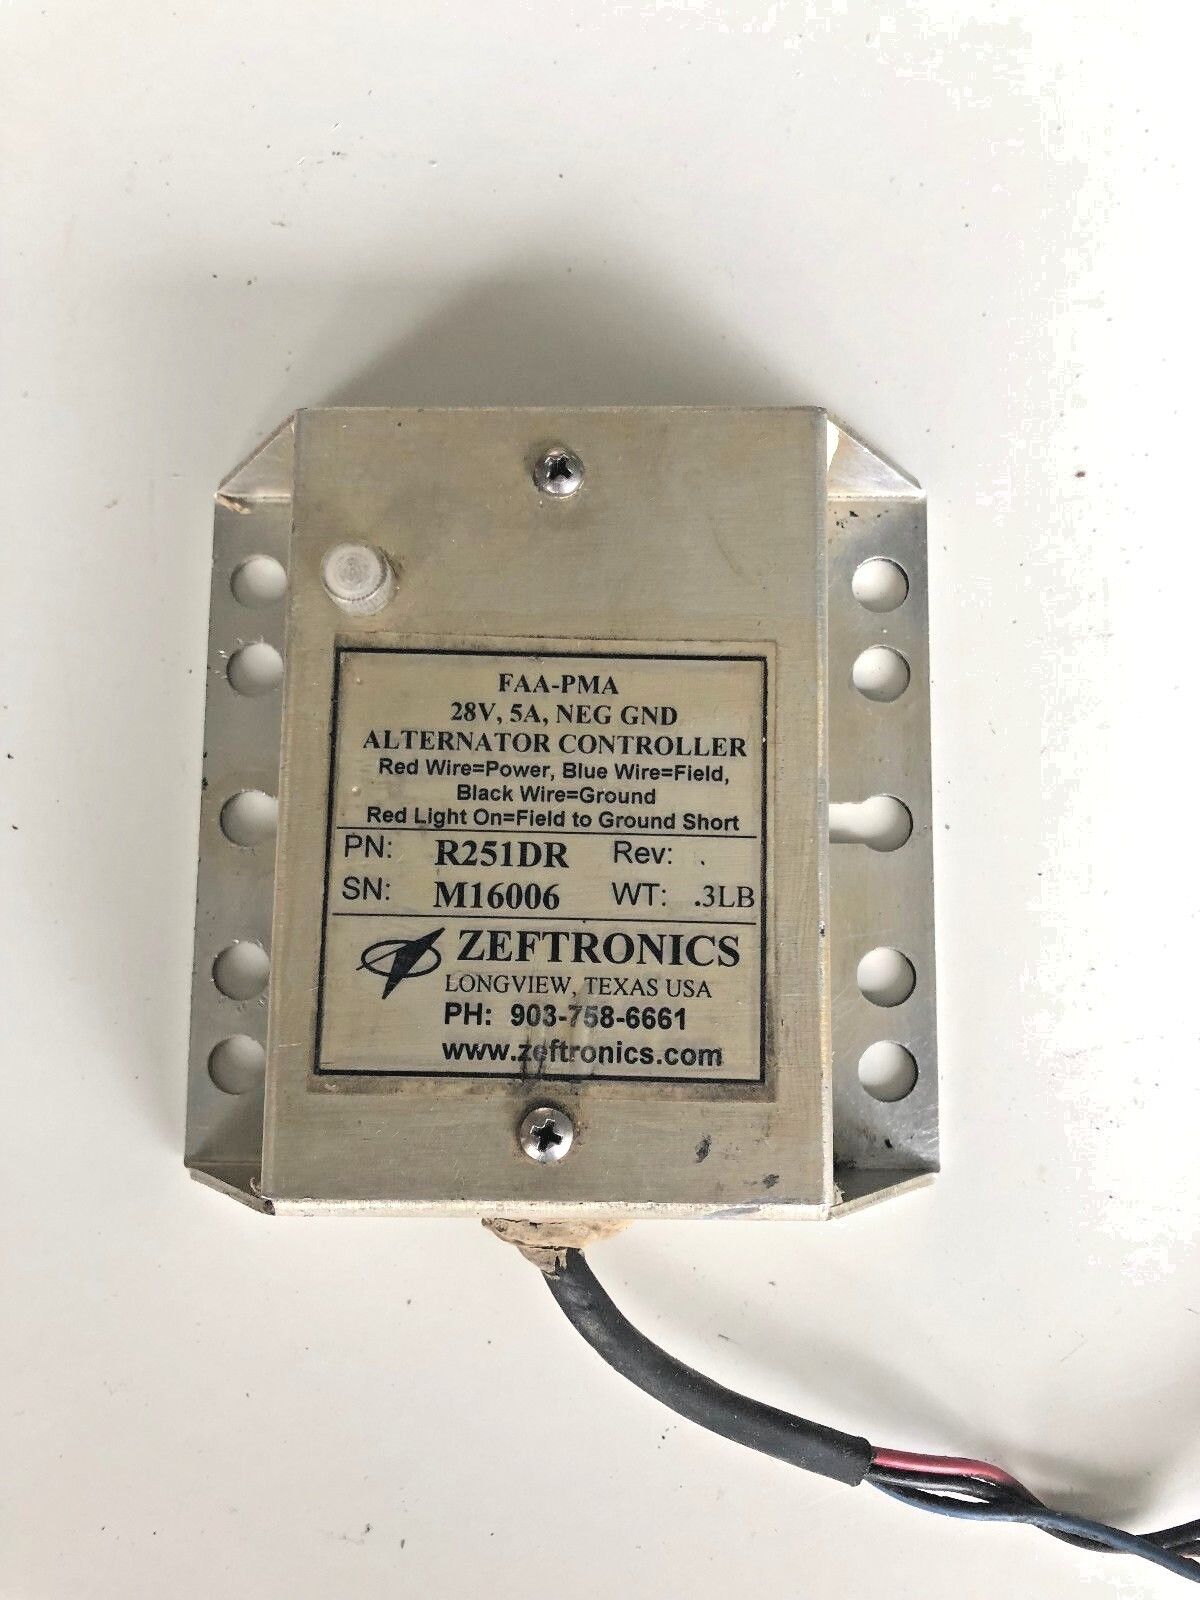 FAA-PMA
28V, 5A, NEG GND
ALTERNATOR CONTROLLER
Red Wire=Power, Blue Wire=Field,
Black Wire=Ground
Red Light On=Field to Ground Short
PN: R251DR Rev: .
SN: M16006 WT: .3LB
ZEFTRONICS
LONGVIEW, TEXAS USA
PH: 903-758-6661
www.zeftronics.com